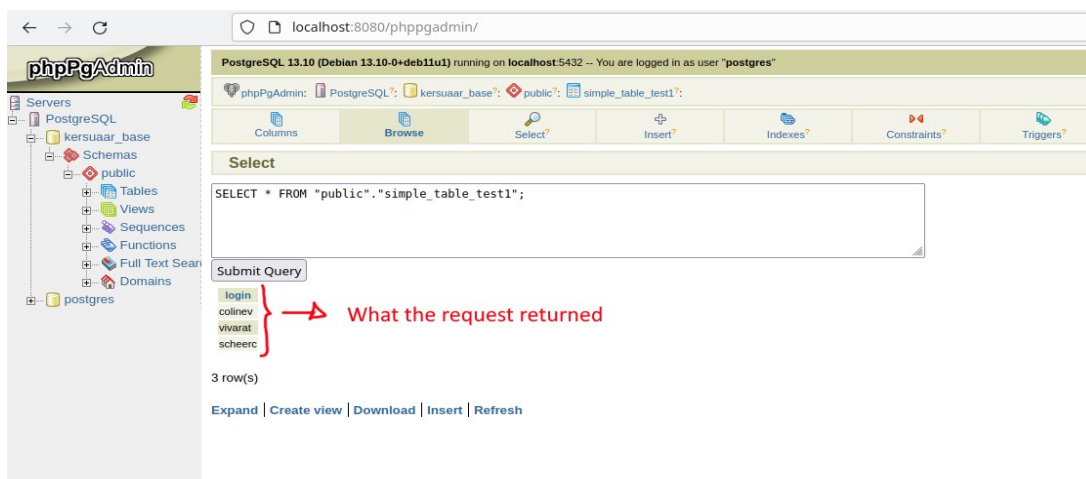 localhost:8080/phppgadmin/
phpPgAdmin
PostgreSQL 13.10 (Debian 13.10-0+deb11u1) running on localhost:5432 -- You are logged in as user "postgres"
phpPgAdmin: PostgreSQL?: kersuaar_base?: public?: simple_table_test1?:
Servers
PostgreSQL
kersuaar_base
Schemas
public
Tables
Views
Sequences
Functions
Full Text Sear
Domains
postgres
Columns Browse Select? Insert? Indexes? Constraints? Triggers?
Select
SELECT * FROM "public"."simple_table_test1";
Submit Query
login
colinev
vivarat
scheerc
What the request returned
3 row(s)
Expand | Create view | Download | Insert | Refresh